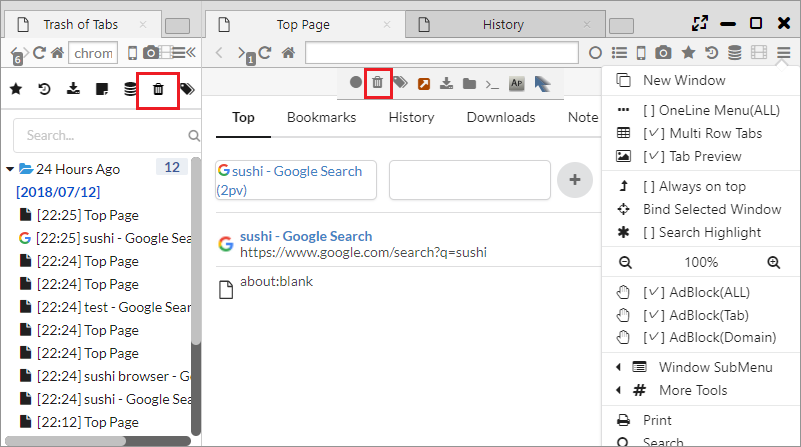 Trash of Tabs
6
chrom
Search...
24 Hours Ago
12
[2018/07/12]
[22:25] Top Page
[22:25] sushi - Google Sea
[22:24] Top Page
[22:24] Top Page
[22:24] test - Google Searc
[22:24] Top Page
[22:24] Top Page
[22:24] sushi browser - Go
[22:24] sushi - Google Sea
[22:12] Top Page
Top Page
History
1
AP
Top
Bookmarks
History
Downloads
Note
sushi - Google Search
(2pv)
sushi - Google Search
https://www.google.com/search?q=sushi
about:blank
New Window
[ ] OneLine Menu(ALL)
[✓] Multi Row Tabs
[✓] Tab Preview
[ ] Always on top
Bind Selected Window
[ ] Search Highlight
100%
[✓] AdBlock(ALL)
[✓] AdBlock(Tab)
[✓] AdBlock(Domain)
Window SubMenu
More Tools
Print
Search